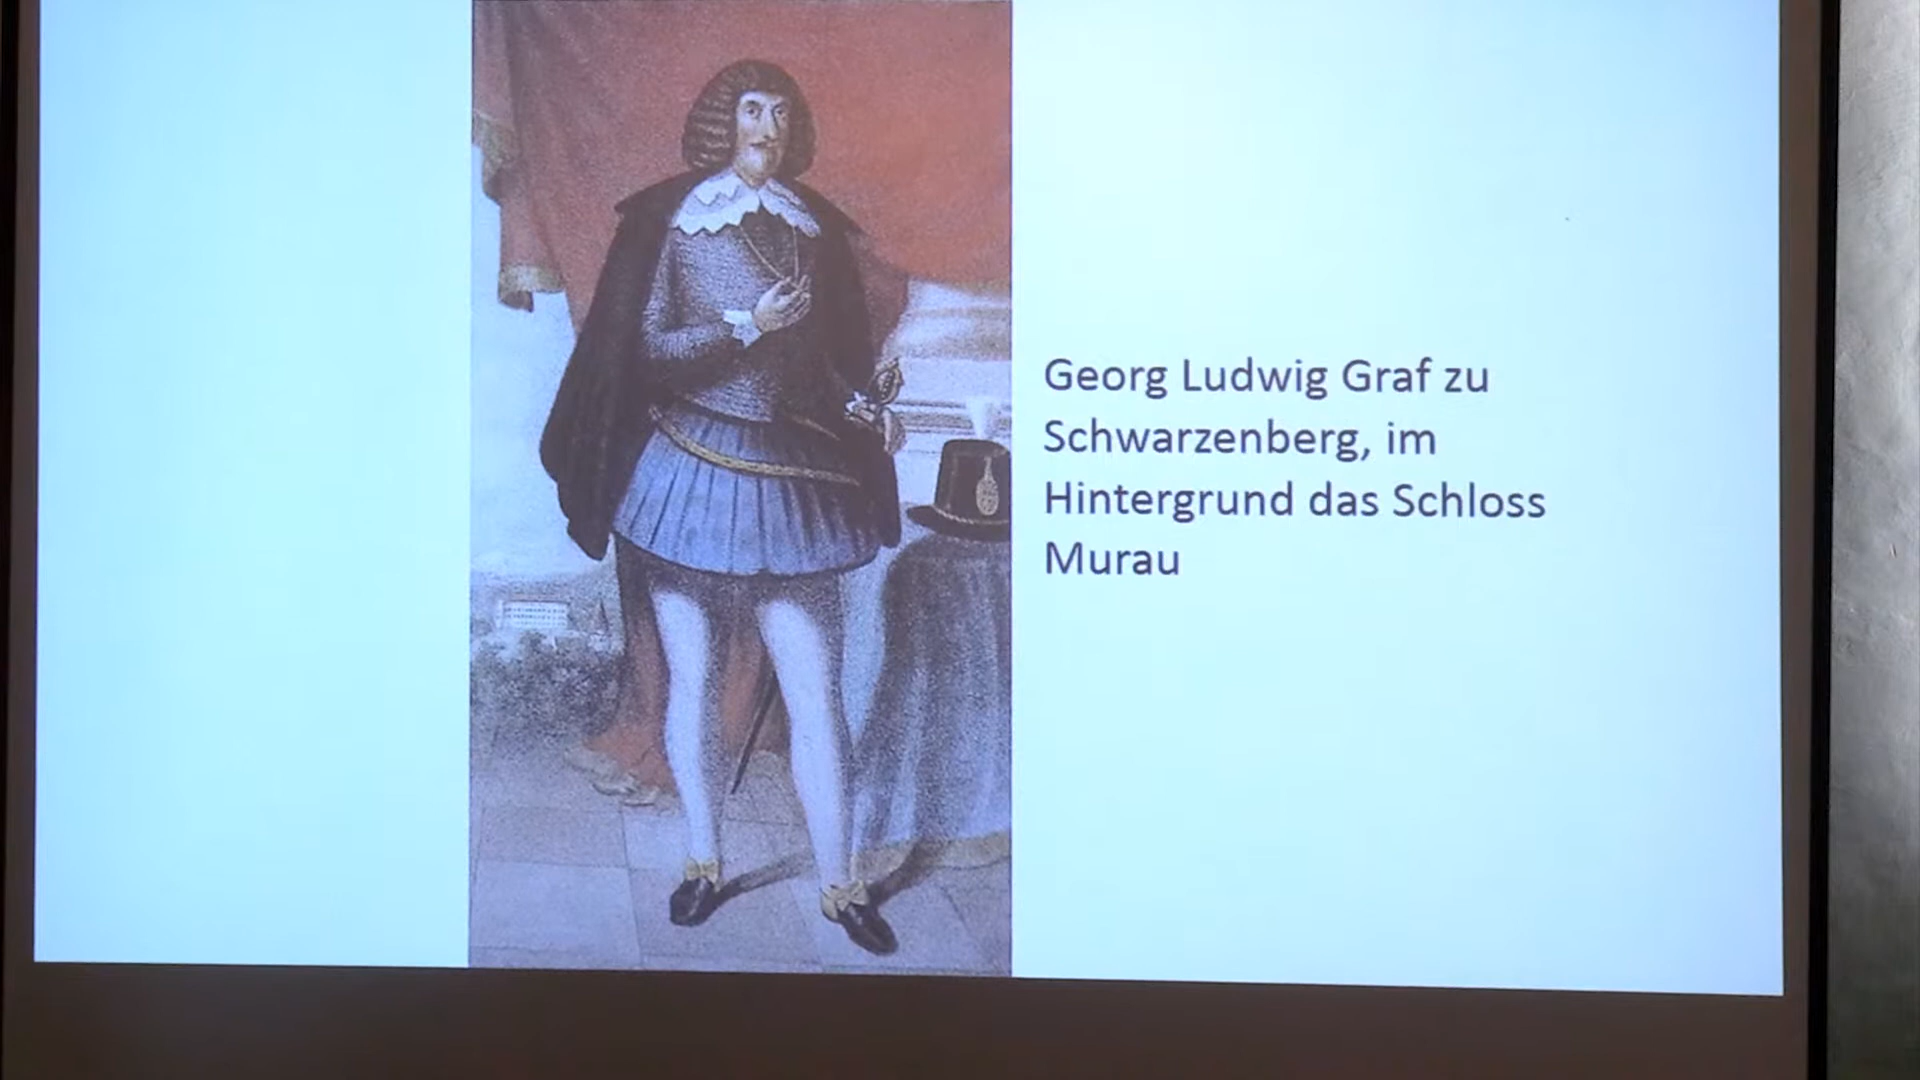 Georg Ludwig Graf zu
Schwarzenberg, im
Hintergrund das Schloss
Murau